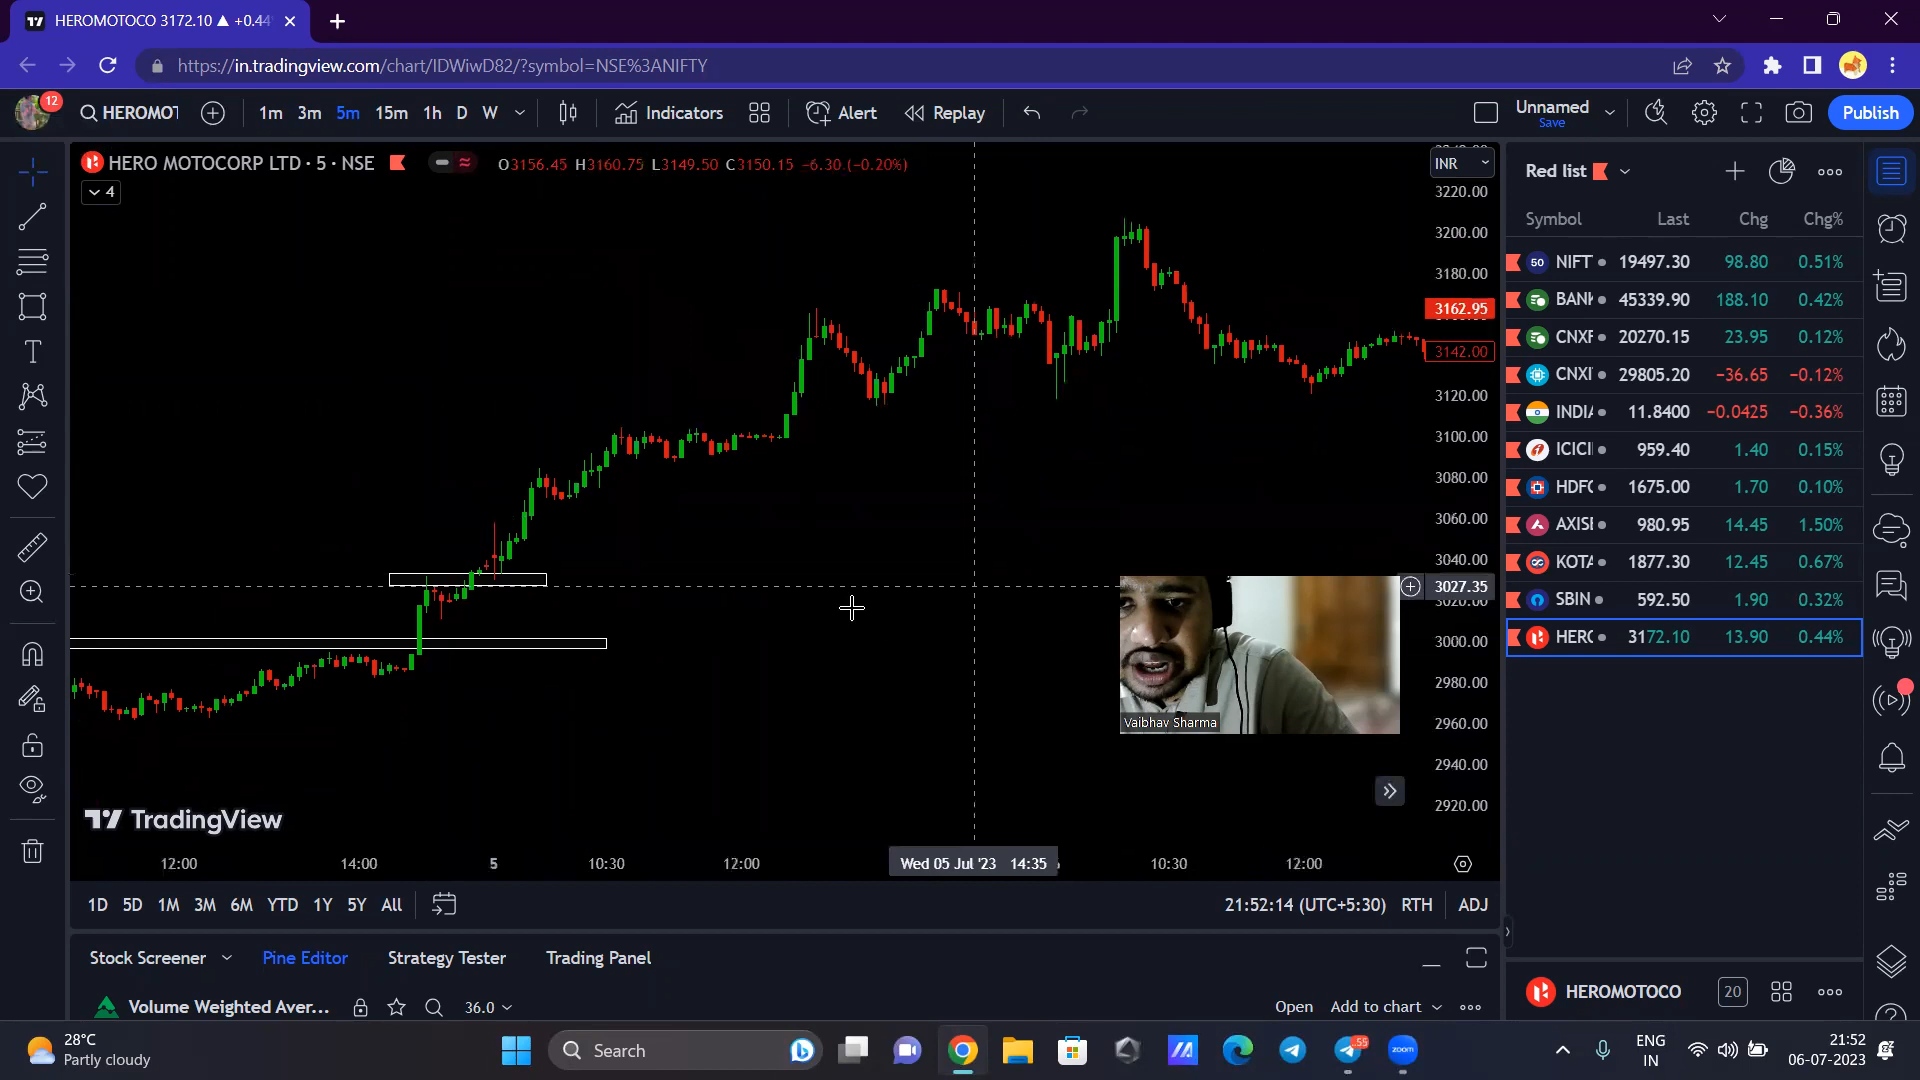 HEROMOTOCO 3172.10 ▲ +0.44
https://in.tradingview.com/chart/IDWiwD82/?symbol=NSE%3ANIFTY
12
HEROMOT 1m 3m 5m 15m 1h D W Indicators Alert Replay Unnamed Save Publish
HERO MOTOCORP LTD · 5 · NSE O3156.45 H3160.75 L3149.50 C3150.15 −6.30 (−0.20%) INR
4
3220.00
3200.00
3180.00
3162.95
3142.00
3120.00
3100.00
3080.00
3060.00
3040.00
3027.35
3020.00
3000.00
2980.00
2960.00
2940.00
2920.00
Vaibhav Sharma
TradingView
12:00 14:00 5 10:30 12:00 Wed 05 Jul '23 14:35 10:30 12:00
1D 5D 1M 3M 6M YTD 1Y 5Y All 21:52:14 (UTC+5:30) RTH ADJ
Stock Screener Pine Editor Strategy Tester Trading Panel
Volume Weighted Aver... 36.0 Open Add to chart
Red list
Symbol Last Chg Chg%
50 NIFT 19497.30 98.80 0.51%
BANK 45339.90 188.10 0.42%
CNXF 20270.15 23.95 0.12%
CNXI 29805.20 −36.65 −0.12%
INDIA 11.8400 −0.0425 −0.36%
ICICI 959.40 1.40 0.15%
HDFC 1675.00 1.70 0.10%
AXISI 980.95 14.45 1.50%
KOTA 1877.30 12.45 0.67%
SBIN 592.50 1.90 0.32%
HERO 3172.10 13.90 0.44%
HEROMOTOCO 20
28°C
Partly cloudy
Search
55
zoom
ENG
IN
21:52
06-07-2023